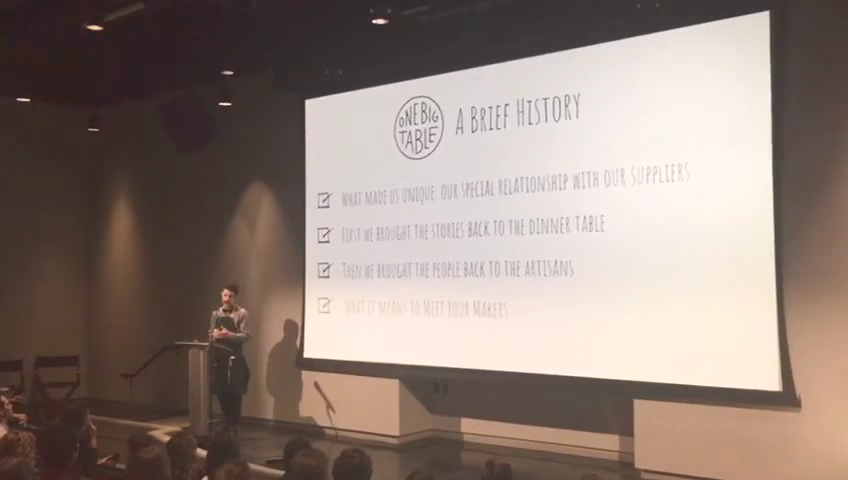 ONE BIG
TABLE
A BRIEF HISTORY
WHAT MADE US UNIQUE: OUR SPECIAL RELATIONSHIP WITH OUR SUPPLIERS
FIRST WE BROUGHT THE STORIES BACK TO THE DINNER TABLE
THEN WE BROUGHT THE PEOPLE BACK TO THE ARTISANS
WHAT IT MEANT TO MEET YOUR MAKERS